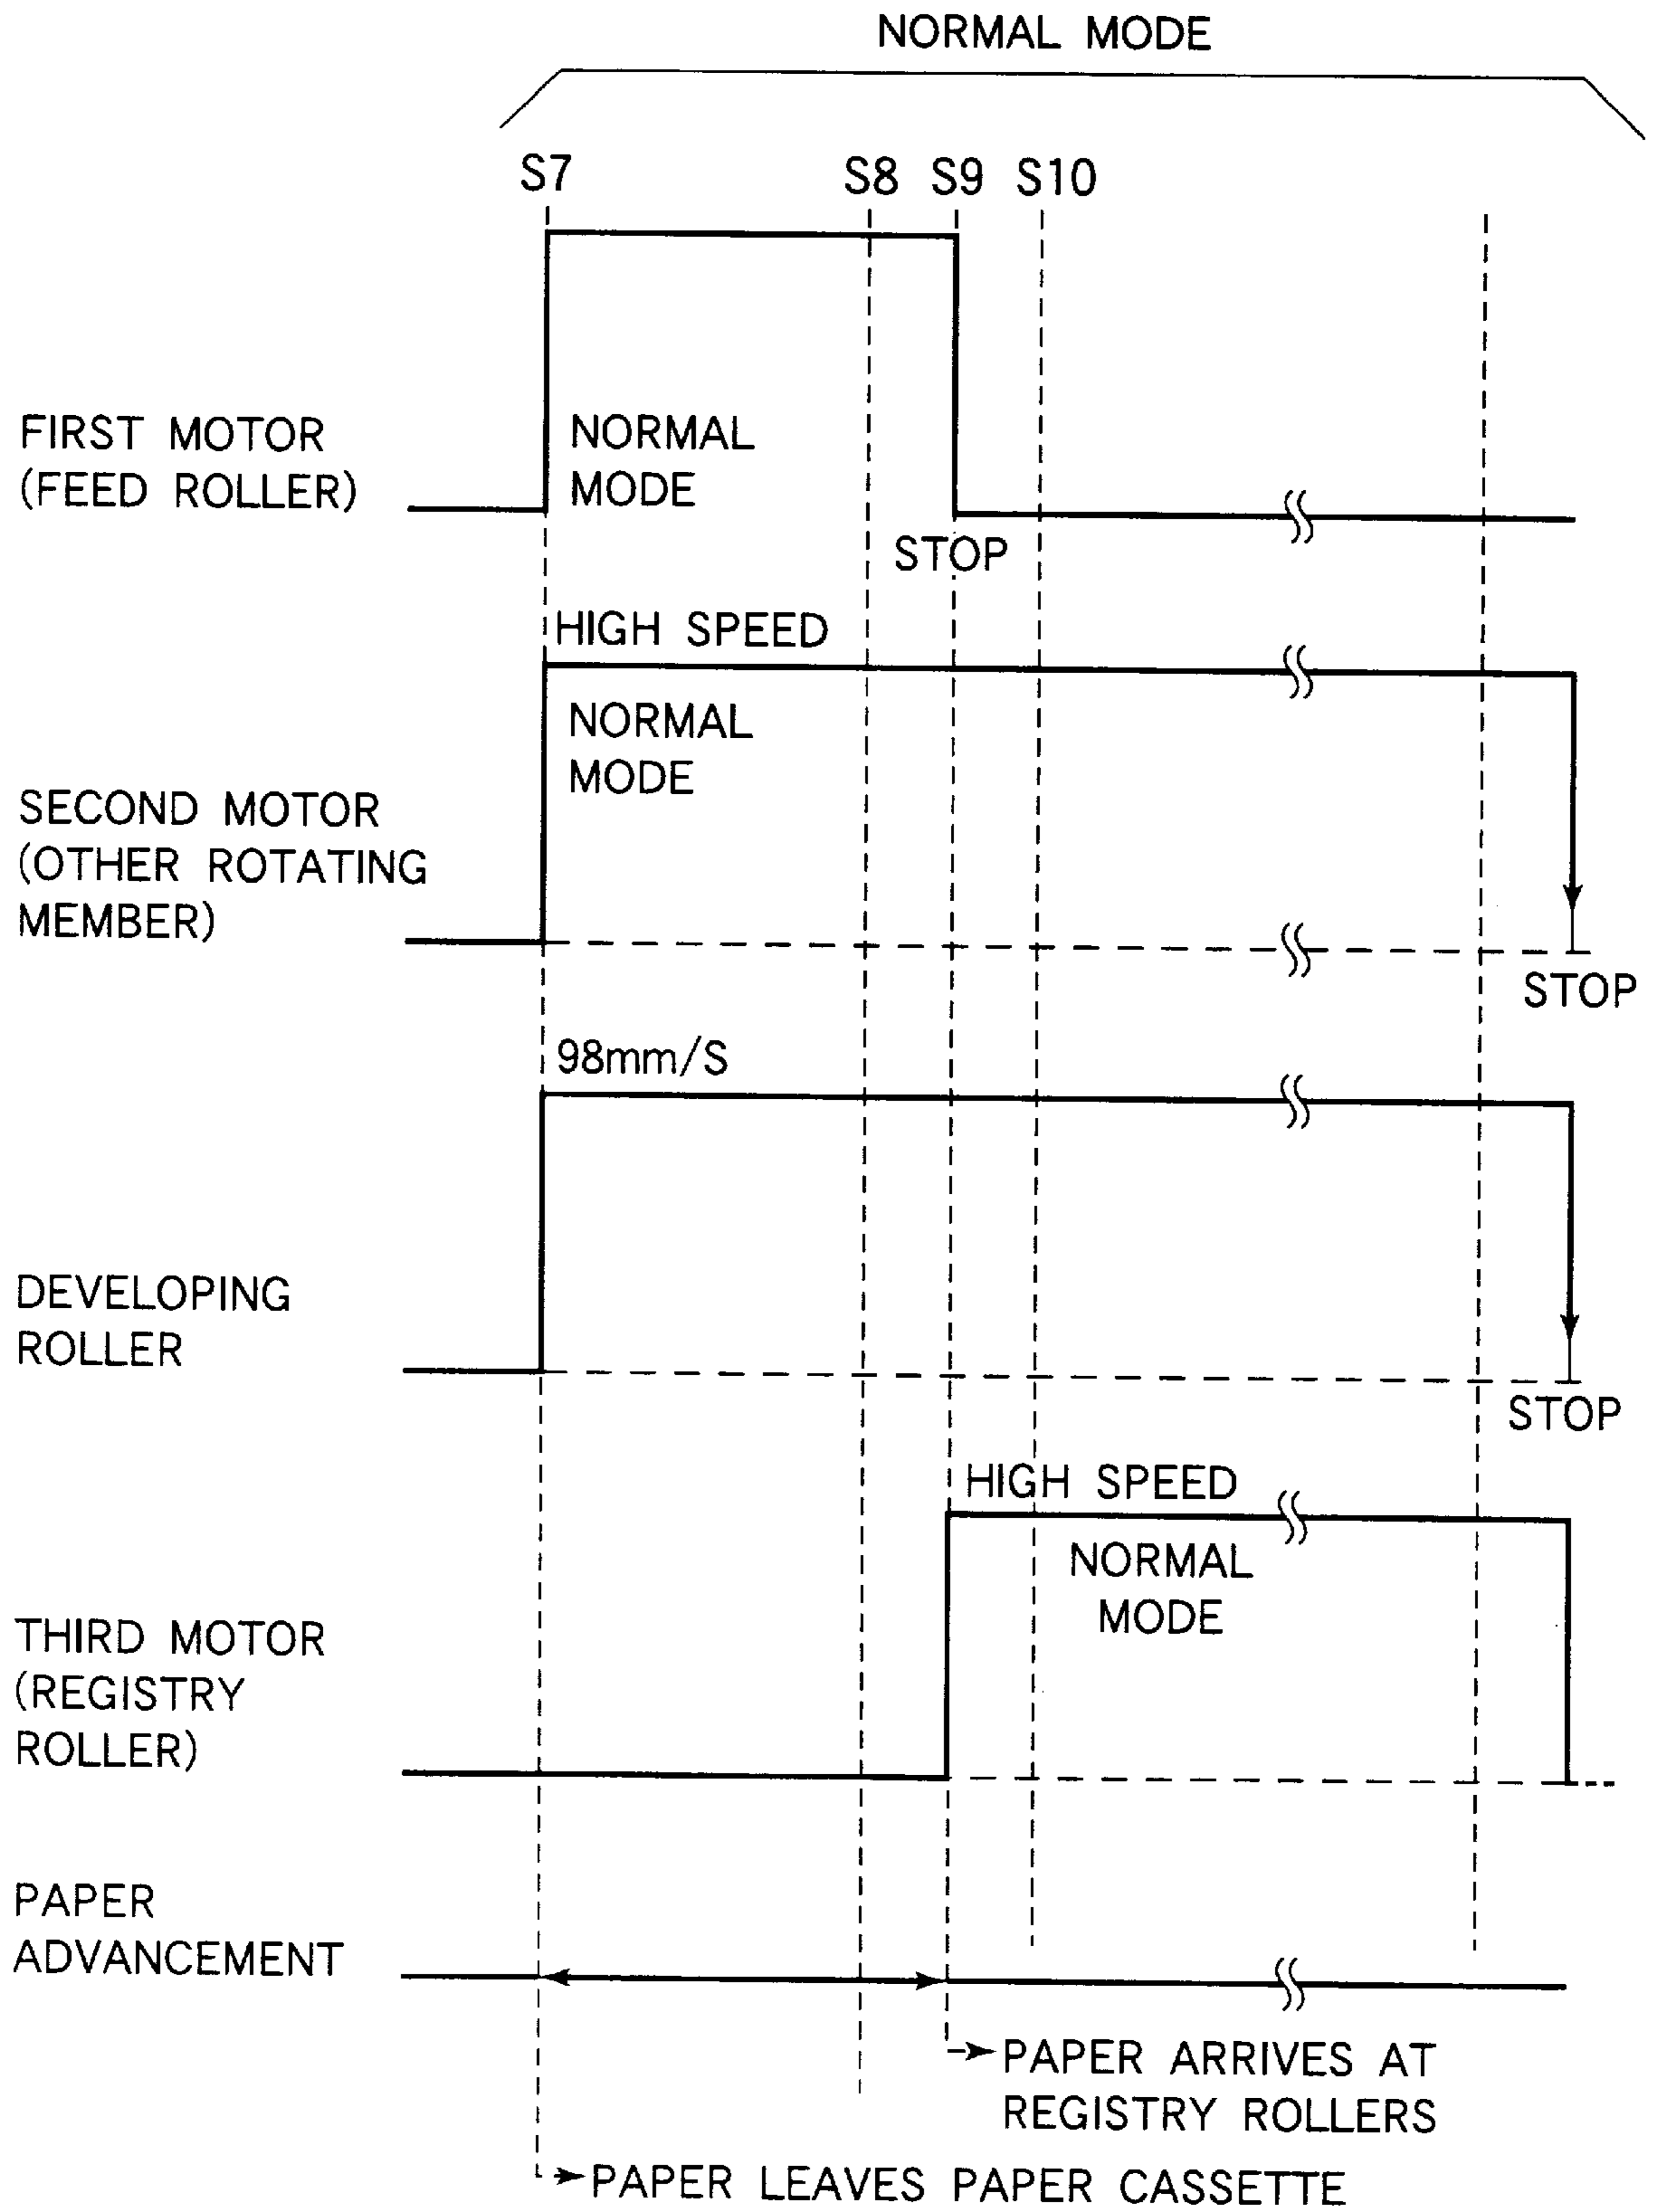 NORMAL MODE
S7 S8 S9 S10
FIRST MOTOR
(FEED ROLLER)
NORMAL
MODE
STOP
HIGH SPEED
NORMAL
MODE
SECOND MOTOR
(OTHER ROTATING
MEMBER)
STOP
98mm/S
DEVELOPING
ROLLER
STOP
HIGH SPEED
NORMAL
MODE
THIRD MOTOR
(REGISTRY
ROLLER)
PAPER
ADVANCEMENT
PAPER ARRIVES AT
REGISTRY ROLLERS
PAPER LEAVES PAPER CASSETTE